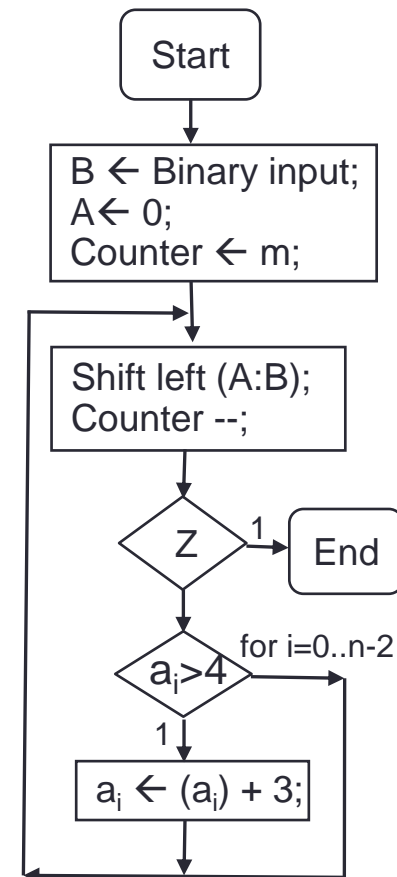 Start
B ← Binary input;
A← 0;
Counter ← m;
Shift left (A:B);
Counter --;
Z
1
End
for i=0..n-2
aᵢ>4
1
aᵢ ← (aᵢ) + 3;